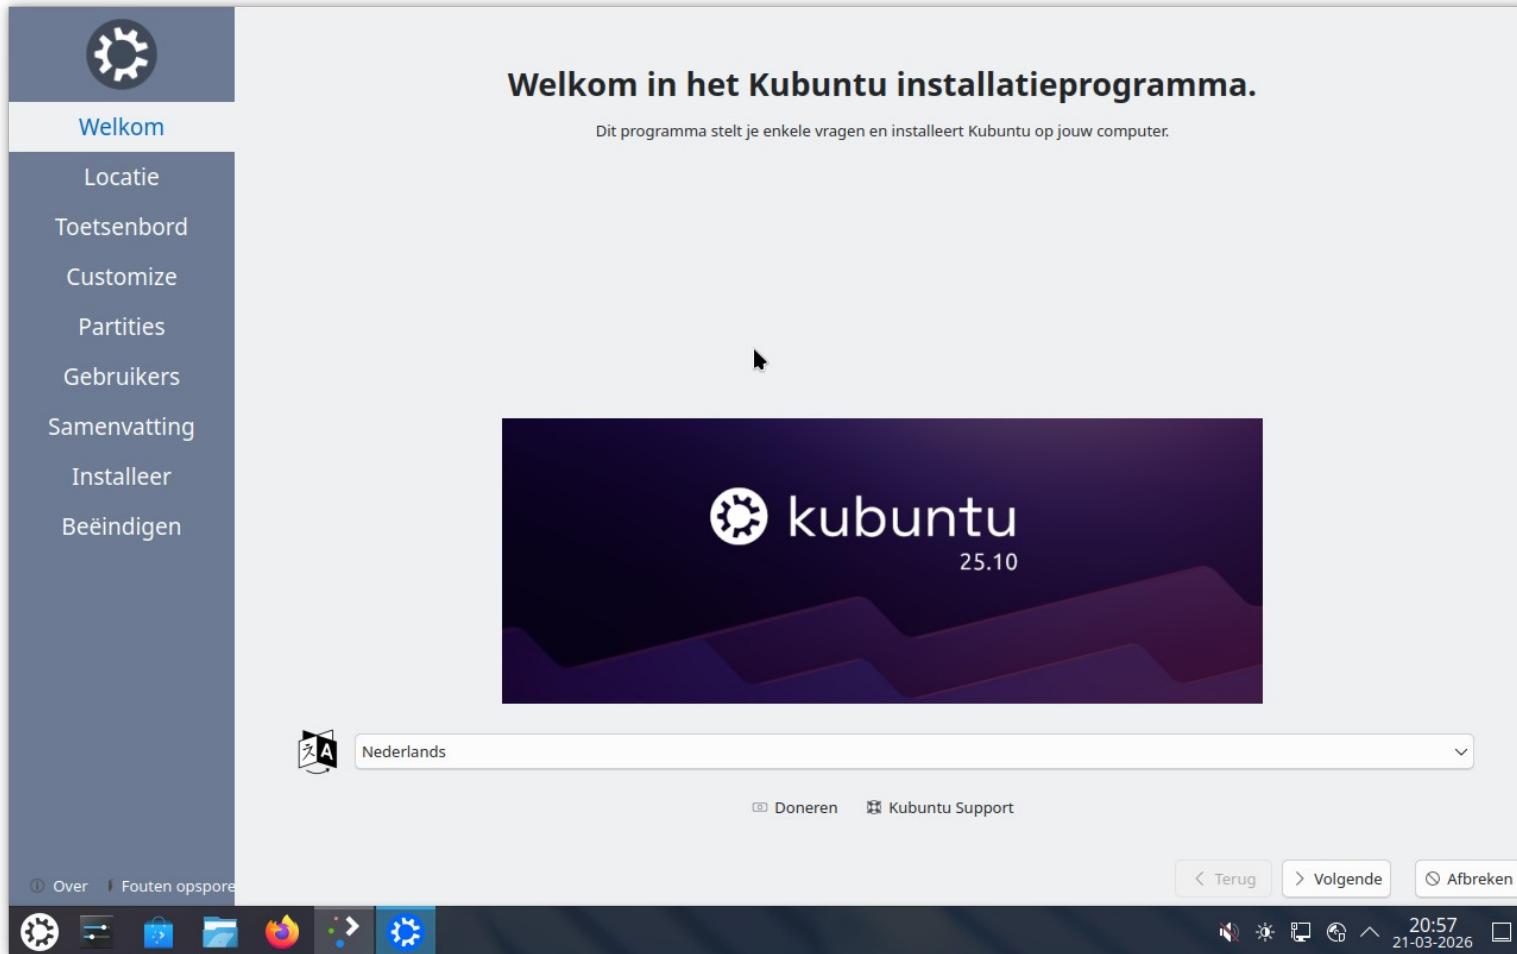 Welkom
Locatie
Toetsenbord
Customize
Partities
Gebruikers
Samenvatting
Installeer
Beëindigen
Over
Fouten opspore
Welkom in het Kubuntu installatieprogramma.
Dit programma stelt je enkele vragen en installeert Kubuntu op jouw computer.
kubuntu
25.10
Nederlands
Doneren
Kubuntu Support
Terug
Volgende
Afbreken
20:57
21-03-2026